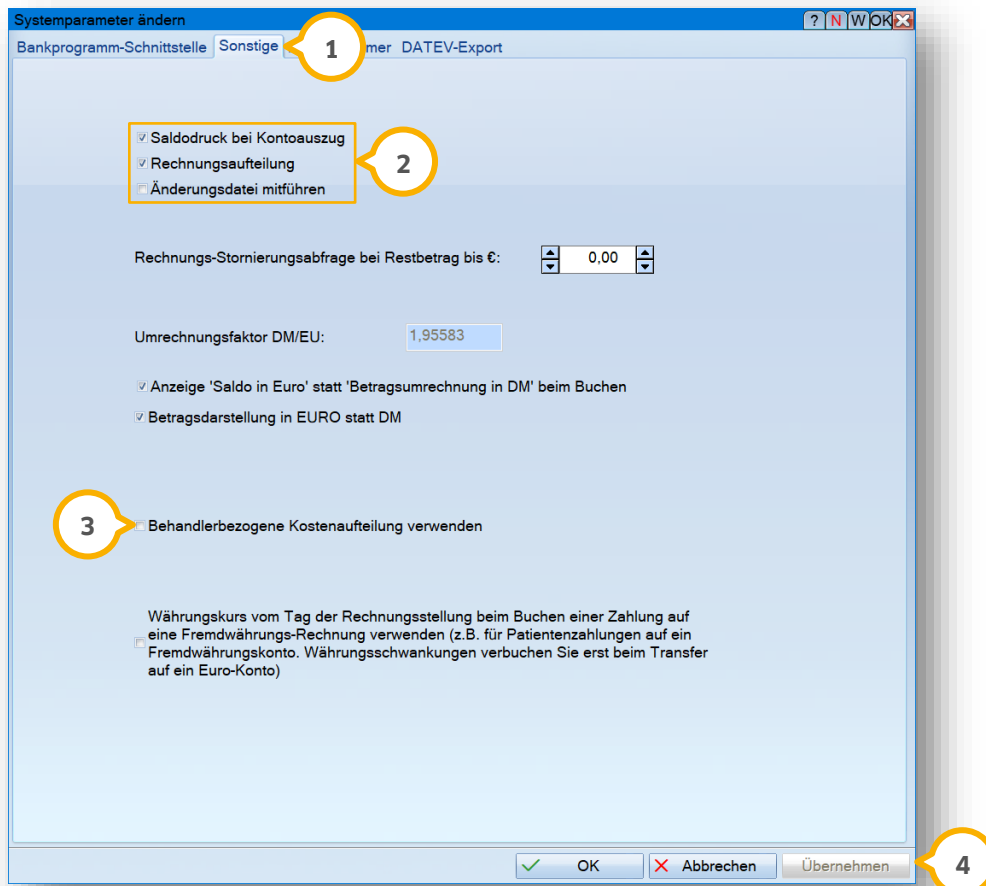 Systemparameter ändern ? N W OK
Bankprogramm-Schnittstelle Sonstige mer DATEV-Export
1
Saldodruck bei Kontoauszug
Rechnungsaufteilung
Änderungsdatei mitführen
2
Rechnungs-Stornierungsabfrage bei Restbetrag bis €: 0,00
Umrechnungsfaktor DM/EU: 1,95583
Anzeige 'Saldo in Euro' statt 'Betragsumrechnung in DM' beim Buchen
Betragsdarstellung in EURO statt DM
3
Behandlerbezogene Kostenaufteilung verwenden
Währungskurs vom Tag der Rechnungsstellung beim Buchen einer Zahlung auf
eine Fremdwährungs-Rechnung verwenden (z.B. für Patientenzahlungen auf ein
Fremdwährungskonto. Währungsschwankungen verbuchen Sie erst beim Transfer
auf ein Euro-Konto)
OK Abbrechen Übernehmen
4